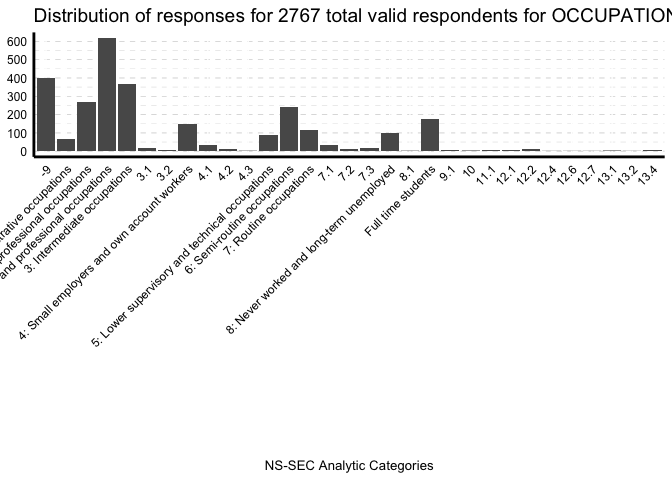 Distribution of responses for 2767 total valid respondents for OCCUPATION
600
500
400
300
200
100
0
-9
occupations
professional occupations
and professional occupations
3: Intermediate occupations
3.1
3.2
4: Small employers and own account workers
4.1
4.2
4.3
5: Lower supervisory and technical occupations
6: Semi-routine occupations
7: Routine occupations
7.1
7.2
7.3
8: Never worked and long-term unemployed
8.1
Full time students
9.1
10
11.1
12.1
12.2
12.4
12.6
12.7
13.1
13.2
13.4
NS-SEC Analytic Categories